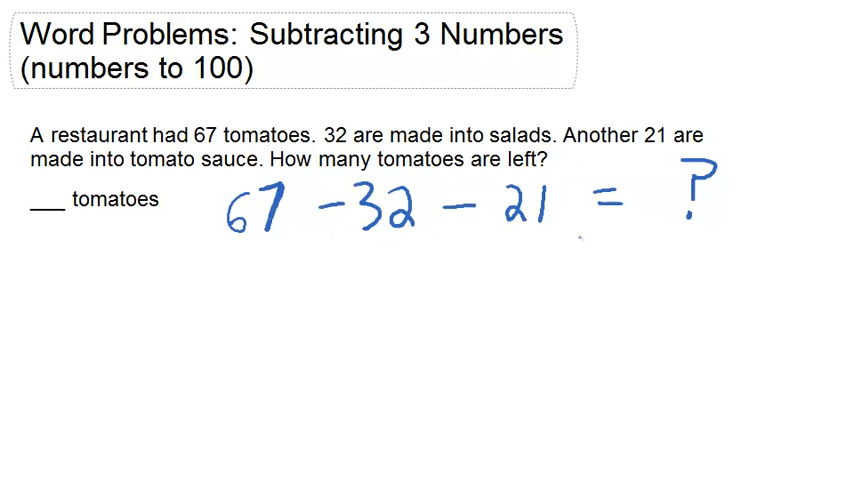 Word Problems: Subtracting 3 Numbers
(numbers to 100)
A restaurant had 67 tomatoes. 32 are made into salads. Another 21 are
made into tomato sauce. How many tomatoes are left?
___ tomatoes 67 - 32 - 21 = ?